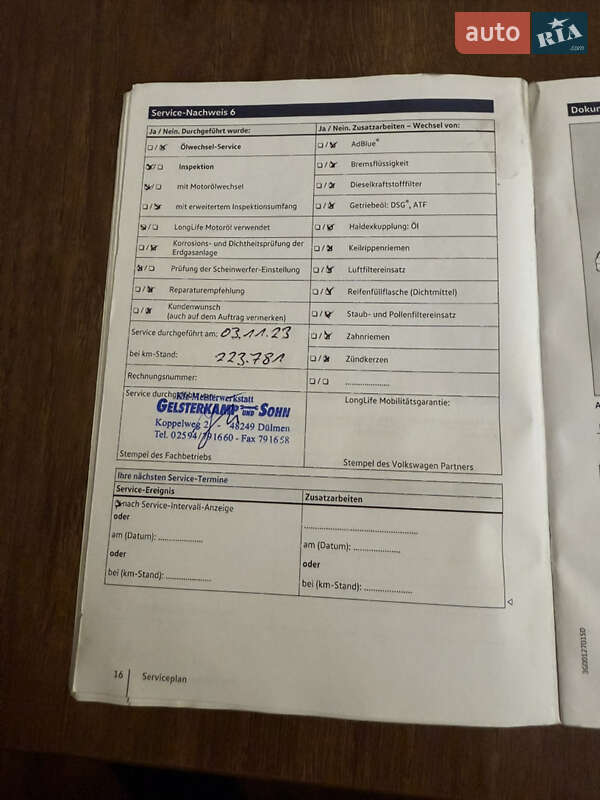 auto RIA .com
Service-Nachweis 6
Dokum
Ja / Nein. Durchgeführt wurde:
Ölwechsel-Service
Inspektion
mit Motorölwechsel
mit erweitertem Inspektionsumfang
LongLife Motoröl verwendet
Korrosions- und Dichtheitsprüfung der
Erdgasanlage
Prüfung der Scheinwerfer-Einstellung
Reparaturempfehlung
Kundenwunsch
(auch auf dem Auftrag vermerken)
Service durchgeführt am: 03.11.23
bei km-Stand: 223.781
Rechnungsnummer:
Service durchgeführt
Kfz-Meisterwerkstatt
GELSTERKAMP UND SOHN
Koppelweg 2 - 48249 Dülmen
Tel. 02594/791660 - Fax 791658
Stempel des Fachbetriebs
Ja / Nein. Zusatzarbeiten – Wechsel von:
AdBlue®
Bremsflüssigkeit
Dieselkraftstofffilter
Getriebeöl: DSG®, ATF
Haldexkupplung: Öl
Keilrippenriemen
Luftfiltereinsatz
Reifenfüllflasche (Dichtmittel)
Staub- und Pollenfiltereinsatz
Zahnriemen
Zündkerzen
LongLife Mobilitätsgarantie:
Stempel des Volkswagen Partners
Ihre nächsten Service-Termine
Service-Ereignis
nach Service-Intervall-Anzeige
oder
am (Datum):
oder
bei (km-Stand):
Zusatzarbeiten
am (Datum):
oder
bei (km-Stand):
16 Serviceplan
3G0012701SD